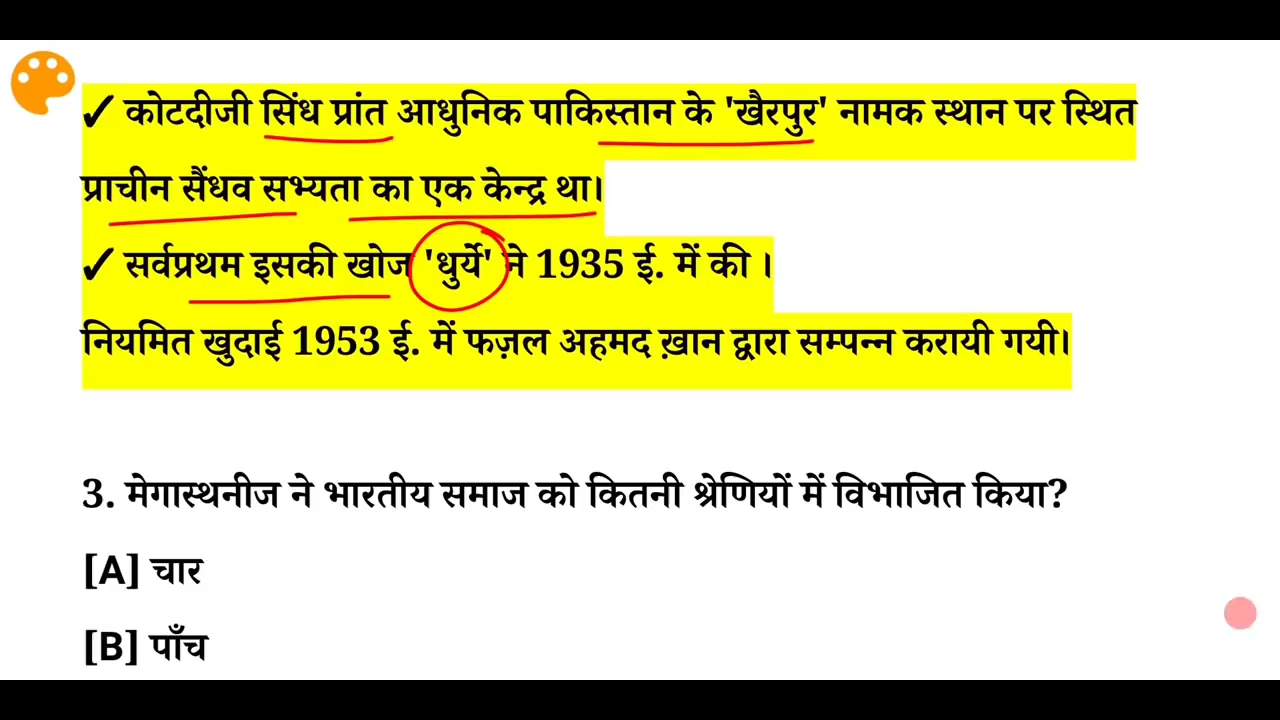 ✓ कोटदीजी सिंध प्रांत आधुनिक पाकिस्तान के 'खैरपुर' नामक स्थान पर स्थित
प्राचीन सैंधव सभ्यता का एक केन्द्र था।
✓ सर्वप्रथम इसकी खोज 'धुर्ये' ने 1935 ई. में की ।
नियमित खुदाई 1953 ई. में फज़ल अहमद ख़ान द्वारा सम्पन्न करायी गयी।
3. मेगास्थनीज ने भारतीय समाज को कितनी श्रेणियों में विभाजित किया?
[A] चार
[B] पाँच